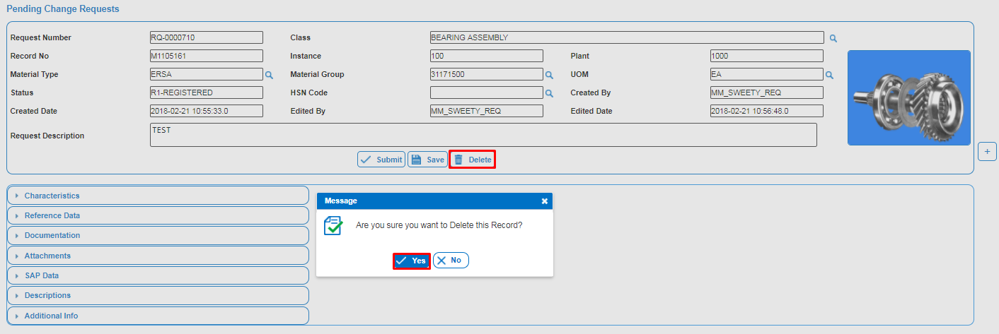 Pending Change Requests
Request Number RQ-0000710 Class BEARING ASSEMBLY
Record No M1105161 Instance 100 Plant 1000
Material Type ERSA Material Group 31171500 UOM EA
Status R1-REGISTERED HSN Code Created By MM_SWEETY_REQ
Created Date 2018-02-21 10:55:33.0 Edited By MM_SWEETY_REQ Edited Date 2018-02-21 10:56:48.0
Request Description TEST
Submit Save Delete
+
Characteristics
Reference Data
Documentation
Attachments
SAP Data
Descriptions
Additional Info
Message
Are you sure you want to Delete this Record?
Yes No